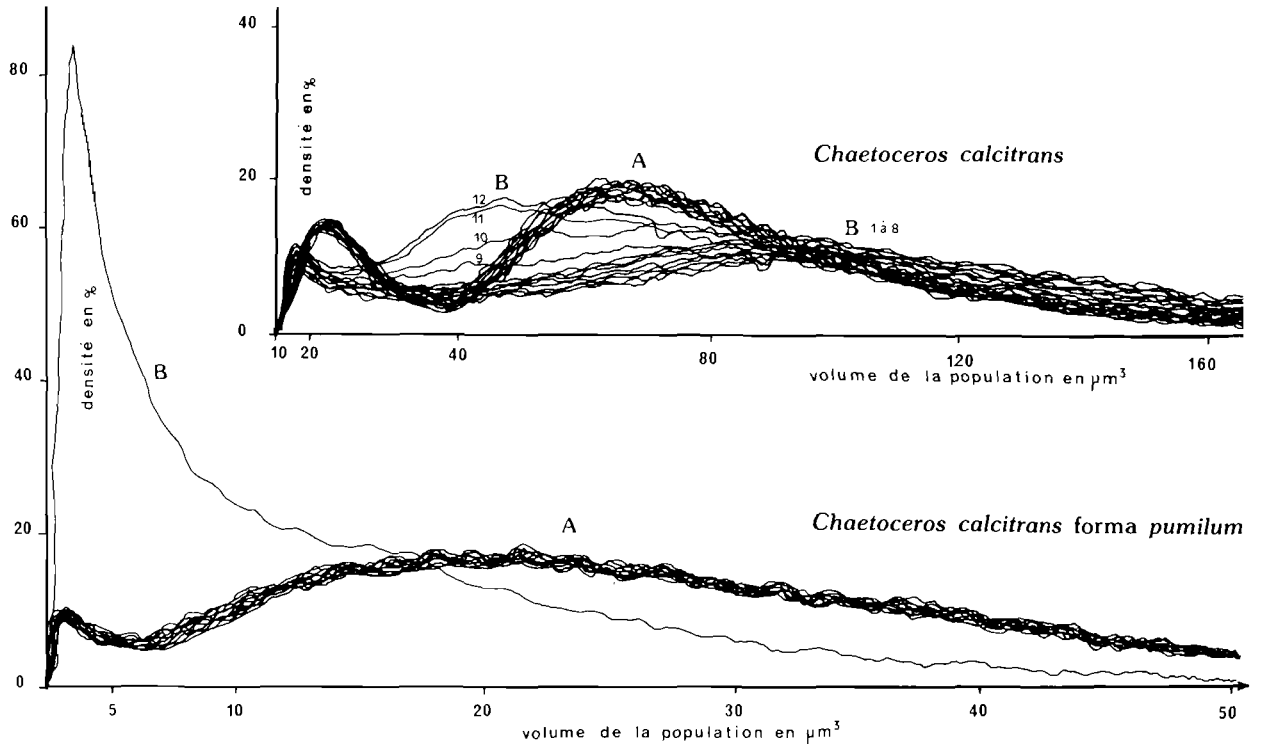 40
20
0
densité en %
Chaetoceros calcitrans
A
B
12
11
10
9
B 1à8
10 20 40 80 120 160
volume de la population en µm³
80
60
40
20
0
densité en %
B
A
Chaetoceros calcitrans forma pumilum
5 10 20 30 40 50
volume de la population en µm³